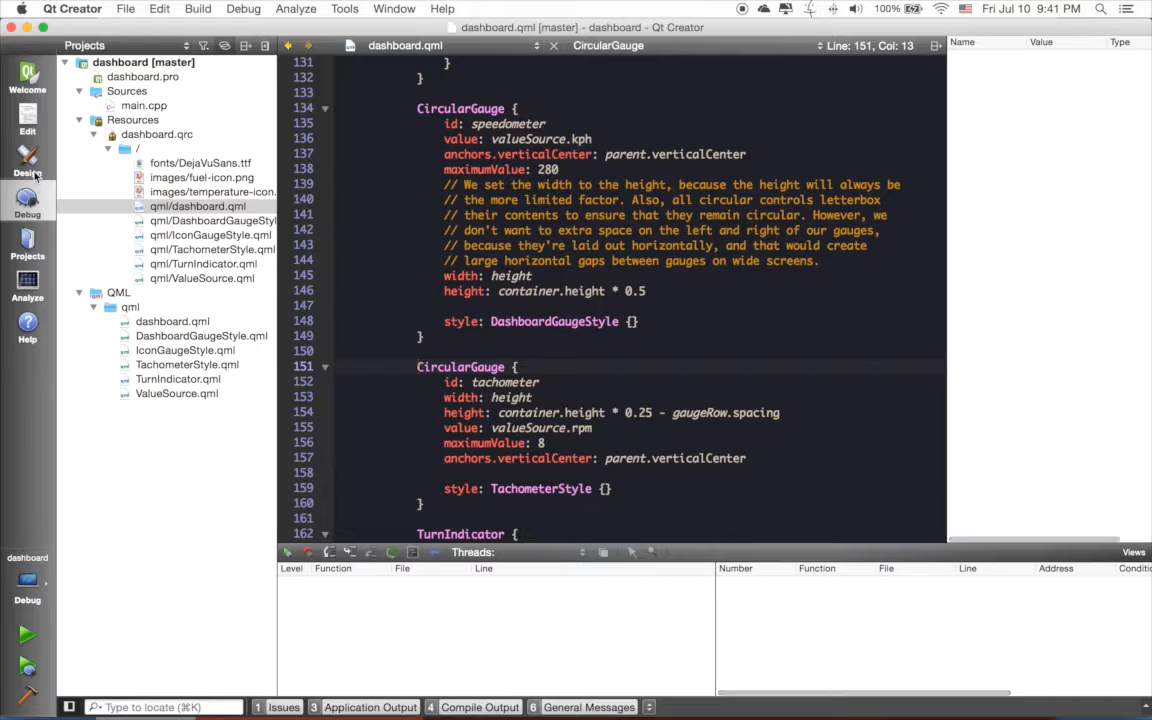 Qt Creator File Edit Build Debug Analyze Tools Window Help 100% Fri Jul 10 9:41 PM
dashboard.qml [master] - dashboard - Qt Creator
Projects dashboard.qml CircularGauge Line: 151, Col: 13 Name Value Type
Welcome
Edit
Design
Debug
Projects
Analyze
Help
dashboard
Debug
dashboard [master]
dashboard.pro
Sources
main.cpp
Resources
dashboard.qrc
/
fonts/DejaVuSans.ttf
images/fuel-icon.png
images/temperature-icon.
qml/dashboard.qml
qml/DashboardGaugeStyl
qml/IconGaugeStyle.qml
qml/TachometerStyle.qml
qml/TurnIndicator.qml
qml/ValueSource.qml
QML
qml
dashboard.qml
DashboardGaugeStyle.qml
IconGaugeStyle.qml
TachometerStyle.qml
TurnIndicator.qml
ValueSource.qml
131 }
132 }
133
134 CircularGauge {
135 id: speedometer
136 value: valueSource.kph
137 anchors.verticalCenter: parent.verticalCenter
138 maximumValue: 280
139 // We set the width to the height, because the height will always be
140 // the more limited factor. Also, all circular controls letterbox
141 // their contents to ensure that they remain circular. However, we
142 // don't want to extra space on the left and right of our gauges,
143 // because they're laid out horizontally, and that would create
144 // large horizontal gaps between gauges on wide screens.
145 width: height
146 height: container.height * 0.5
147
148 style: DashboardGaugeStyle {}
149 }
150
151 CircularGauge {
152 id: tachometer
153 width: height
154 height: container.height * 0.25 - gaugeRow.spacing
155 value: valueSource.rpm
156 maximumValue: 8
157 anchors.verticalCenter: parent.verticalCenter
158
159 style: TachometerStyle {}
160 }
161
162 TurnIndicator {
Threads: Views
Level Function File Line Number Function File Line Address Conditi
Type to locate (⌘K) 1 Issues 3 Application Output 4 Compile Output 6 General Messages